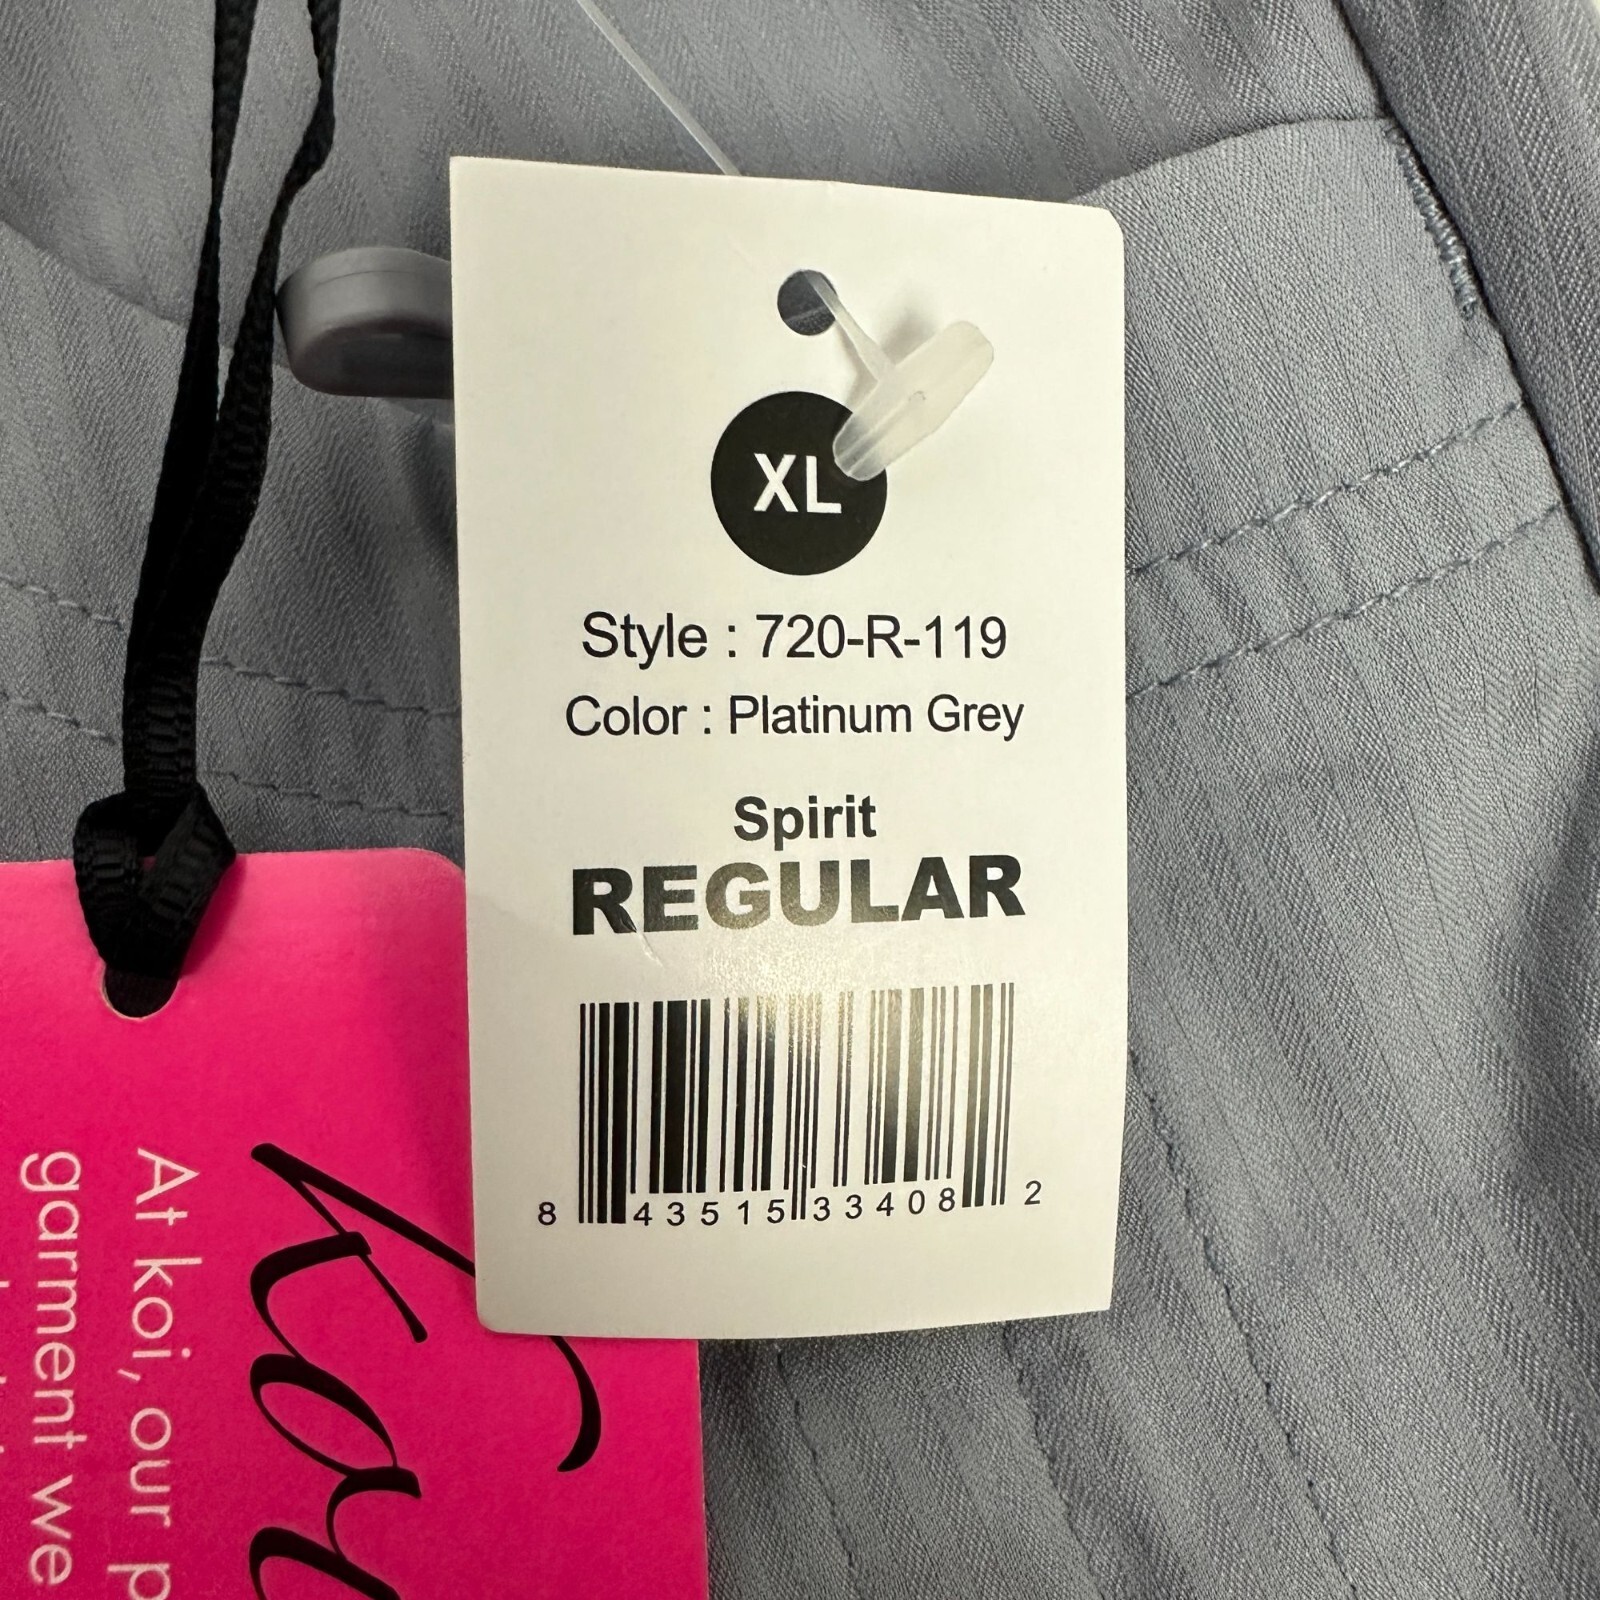 XL
Style : 720-R-119
Color : Platinum Grey
Spirit
REGULAR
8 43515 33408 2
At koi, our p
garment we